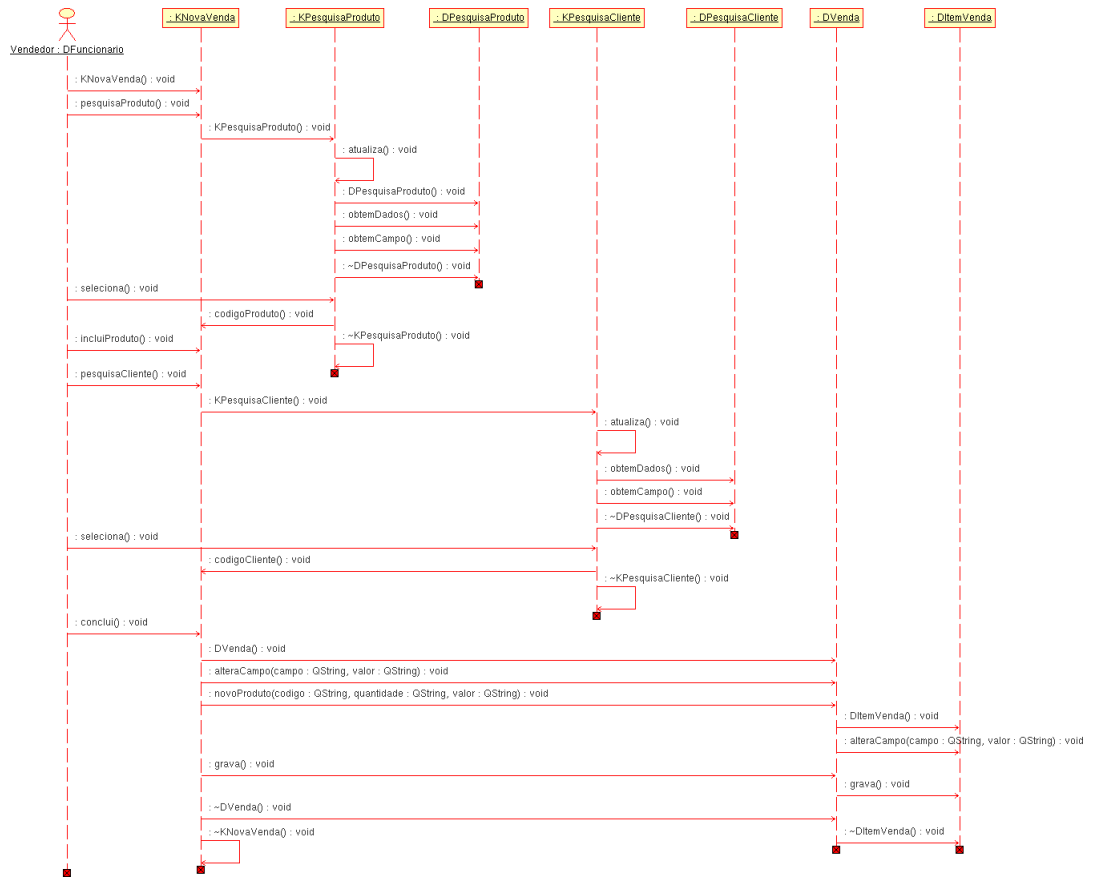 : KNovaVenda
: KPesquisaProduto
: DPesquisaProduto
: KPesquisaCliente
: DPesquisaCliente
: DVenda
: DItemVenda
Vendedor : DFuncionario
: KNovaVenda() : void
: pesquisaProduto() : void
: KPesquisaProduto() : void
: atualiza() : void
: DPesquisaProduto() : void
: obtemDados() : void
: obtemCampo() : void
: ~DPesquisaProduto() : void
: seleciona() : void
: codigoProduto() : void
: incluiProduto() : void
: ~KPesquisaProduto() : void
: pesquisaCliente() : void
: KPesquisaCliente() : void
: atualiza() : void
: obtemDados() : void
: obtemCampo() : void
: ~DPesquisaCliente() : void
: seleciona() : void
: codigoCliente() : void
: ~KPesquisaCliente() : void
: conclui() : void
: DVenda() : void
: alteraCampo(campo : QString, valor : QString) : void
: novoProduto(codigo : QString, quantidade : QString, valor : QString) : void
: DItemVenda() : void
: alteraCampo(campo : QString, valor : QString) : void
: grava() : void
: grava() : void
: ~DVenda() : void
: ~KNovaVenda() : void
: ~DItemVenda() : void